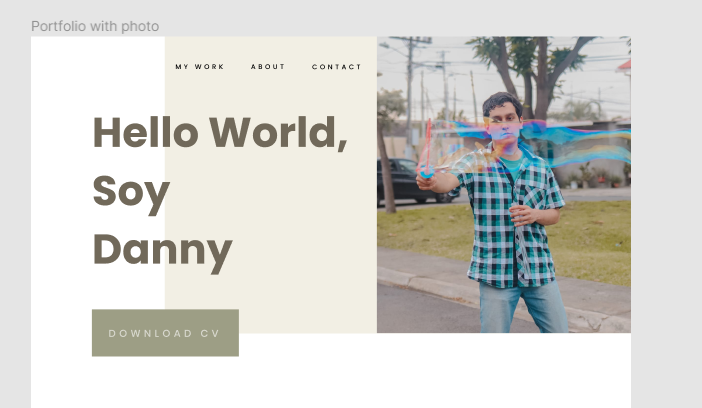 Portfolio with photo
MY WORK ABOUT CONTACT
Hello World,
Soy
Danny
DOWNLOAD CV